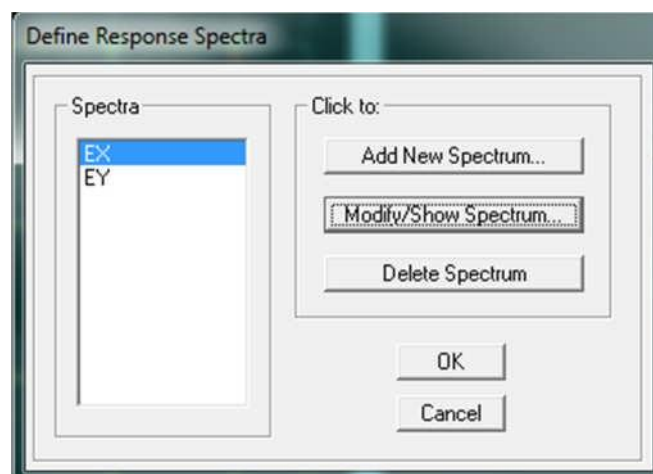 Define Response Spectra
Spectra
EX
EY
Click to:
Add New Spectrum...
Modify/Show Spectrum...
Delete Spectrum
OK
Cancel